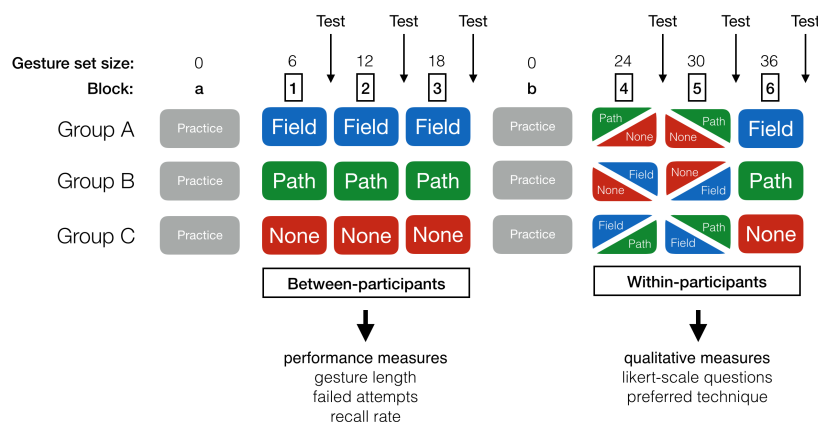 Test Test Test Test Test Test
Gesture set size: 0 6 12 18 0 24 30 36
Block: a 1 2 3 b 4 5 6
Group A Practice Field Field Field Practice Path None None Path Field
Group B Practice Path Path Path Practice None Field None Field Path
Group C Practice None None None Practice Field Path Field Path None
Between-participants Within-participants
performance measures qualitative measures
gesture length likert-scale questions
failed attempts preferred technique
recall rate